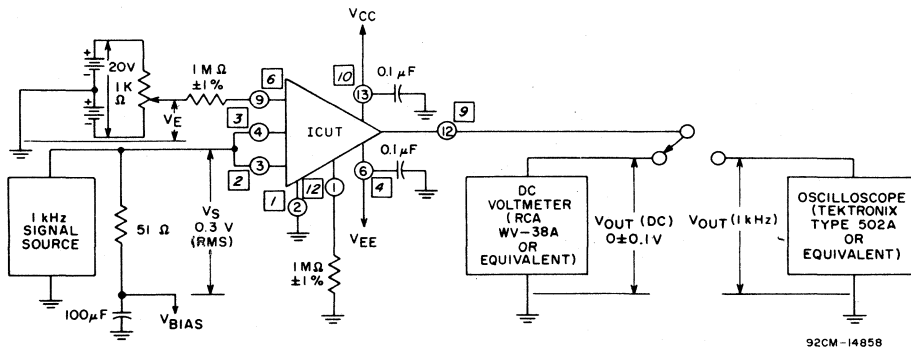 VCC
+
-
20V
1K
Ω
+
-
VE
1 MΩ
±1%
6
9
3
4
3
2
ICUT
1
2
12
1
10
13
0.1 µF
9
12
0.1 µF
6
4
VEE
1 MΩ
±1%
1 kHz
SIGNAL
SOURCE
51 Ω
VS
0.3 V
(RMS)
100µF
VBIAS
DC
VOLTMETER
(RCA
WV-38A
OR
EQUIVALENT)
VOUT (DC)
0±0.1V
VOUT (1kHz)
OSCILLOSCOPE
(TEKTRONIX
TYPE 502A
OR
EQUIVALENT)
92CM-14858